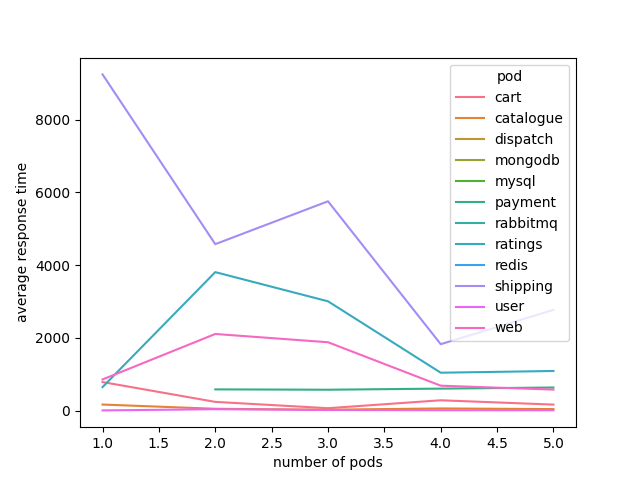 pod
cart
catalogue
dispatch
mongodb
mysql
payment
rabbitmq
ratings
redis
shipping
user
web
average response time
8000
6000
4000
2000
0
1.0 1.5 2.0 2.5 3.0 3.5 4.0 4.5 5.0
number of pods